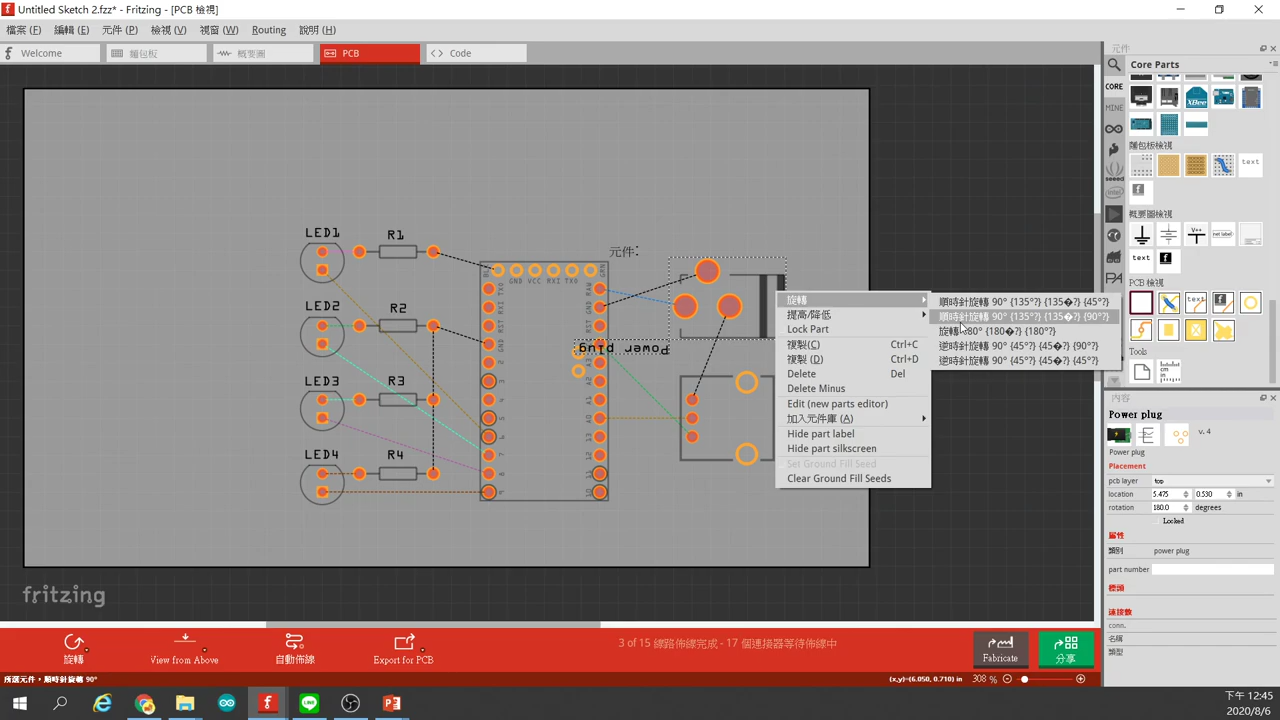 Untitled Sketch 2.fzz* - Fritzing - [PCB 檢視]
檔案 (F) 編輯 (E) 元件 (P) 檢視 (V) 視窗 (W) Routing 說明 (H)
Welcome 麵包板 概要圖 PCB Code
元件
Core Parts
CORE
MINE
麵包板檢視
text
概要圖檢視
V++
net label
text
PCB 檢視
text
Tools
LED1 R1
LED2 R2
LED3 R3
LED4 R4
GND VCC RXI TX0
元件:
Power plug
旋轉
提高/降低
Lock Part
複製(C) Ctrl+C
複製 (D) Ctrl+D
Delete Del
Delete Minus
Edit (new parts editor)
加入元件庫 (A)
Hide part label
Hide part silkscreen
Set Ground Fill Seed
Clear Ground Fill Seeds
順時針旋轉 90° {135°?} {135�?} {45°?}
順時針旋轉 90° {135°?} {135�?} {90°?}
旋轉 180° {180�?} {180°?}
逆時針旋轉 90° {45°?} {45�?} {90°?}
逆時針旋轉 90° {45°?} {45�?} {45°?}
內容
Power plug
v. 4
Power plug
Placement
pcb layer top
location 5.475 0.530 in
rotation 180.0 degrees
Locked
屬性
類別 power plug
part number
標頭
連接數
conn.
名稱
類型
fritzing
旋轉 View from Above 自動佈線 Export for PCB
3 of 15 線路佈線完成 - 17 個連接器等待佈線中
Fabricate 分享
所選元件，順時針旋轉 90°
(x,y)=(6.050, 0.710) in 308 %
下午 12:45
2020/8/6